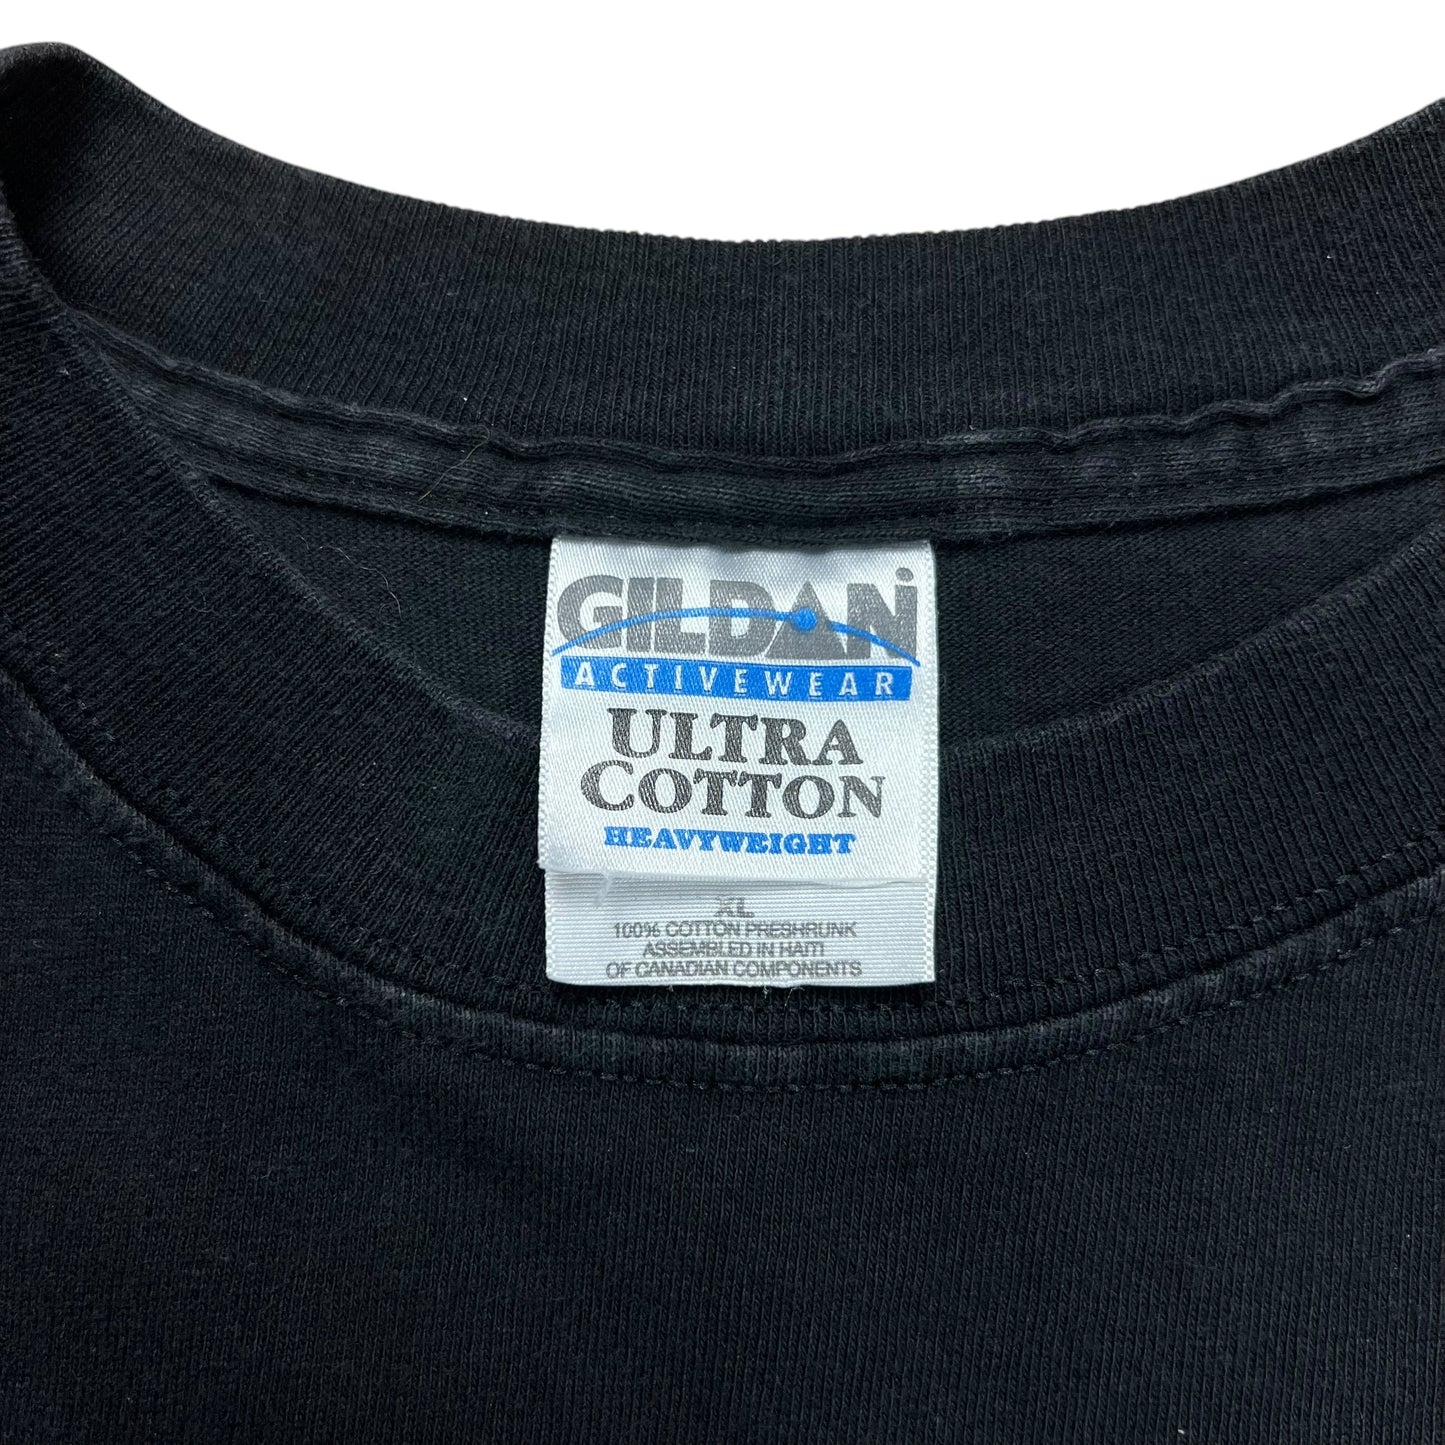 GILDAN
ACTIVEWEAR
ULTRA
COTTON
HEAVYWEIGHT
XL
100% COTTON PRESHRUNK
ASSEMBLED IN HAITI
OF CANADIAN COMPONENTS